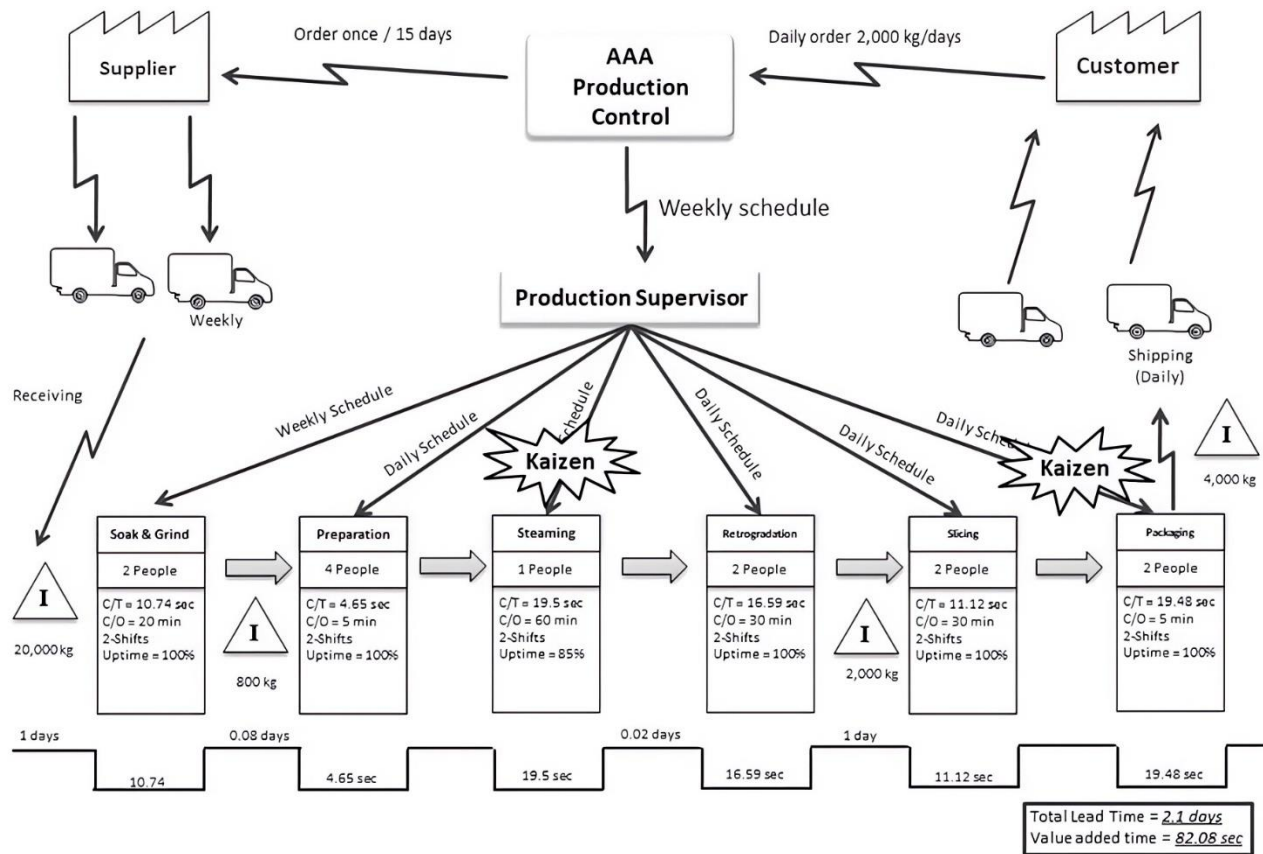 Order once / 15 days
Daily order 2,000 kg/days
Supplier
AAA
Production
Control
Customer
Weekly schedule
Weekly
Production Supervisor
Shipping
(Daily)
Receiving
Weekly Schedule
Daily Schedule
Schedule
Daily Schedule
Daily Schedule
Daily
Kaizen
Kaizen
I
4,000 kg
Soak & Grind
2 People
C/T = 10.74 sec
C/O = 20 min
2-Shifts
Uptime = 100%
Preparation
4 People
C/T = 4.65 sec
C/O = 5 min
2-Shifts
Uptime = 100%
Steaming
1 People
C/T = 19.5 sec
C/O = 60 min
2-Shifts
Uptime = 85%
Retrogradation
2 People
C/T = 16.59 sec
C/O = 30 min
2-Shifts
Uptime = 100%
Slicing
2 People
C/T = 11.12 sec
C/O = 30 min
2-Shifts
Uptime = 100%
Packaging
2 People
C/T = 19.48 sec
C/O = 5 min
2-Shifts
Uptime = 100%
I
20,000 kg
I
800 kg
I
2,000 kg
1 days
0.08 days
0.02 days
1 day
10.74
4.65 sec
19.5 sec
16.59 sec
11.12 sec
19.48 sec
Total Lead Time = 2.1 days
Value added time = 82.08 sec